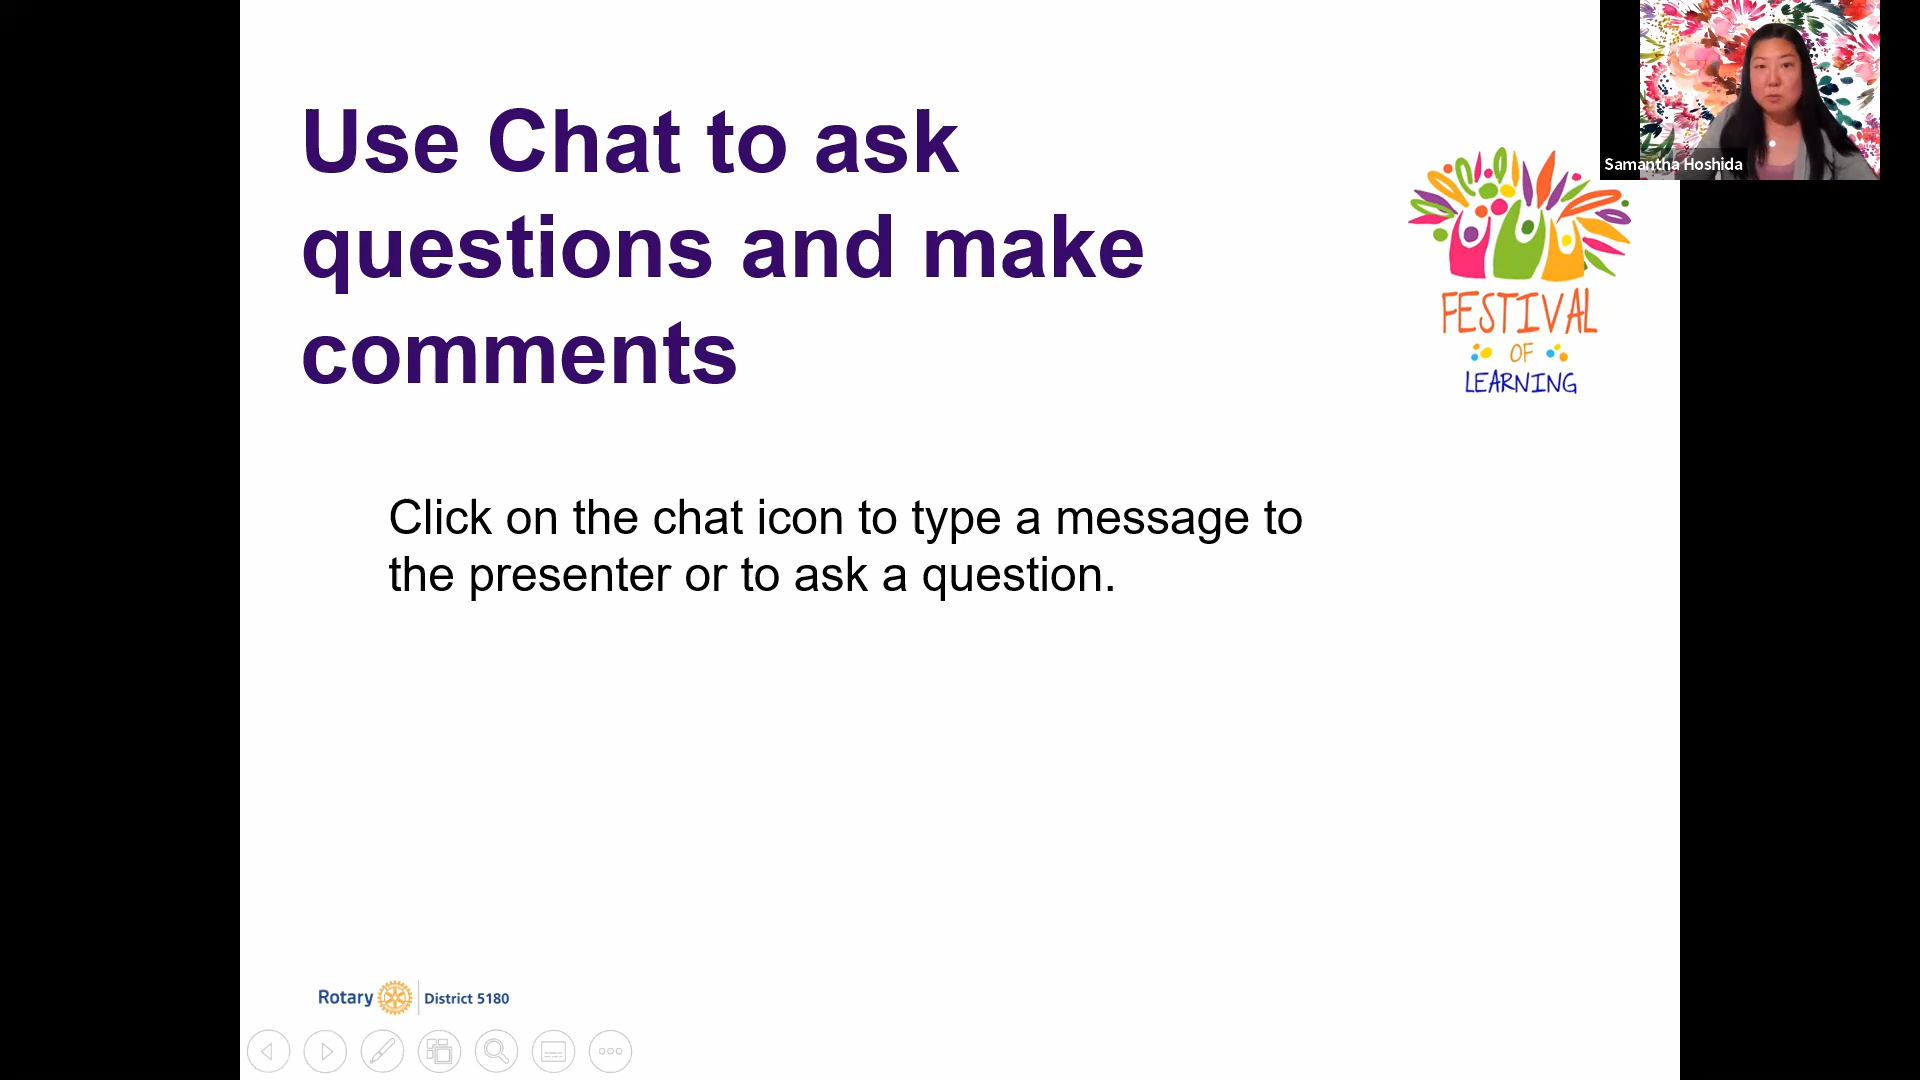 Use Chat to ask
questions and make
comments
Samantha Hoshida
FESTIVAL
OF
LEARNING
Click on the chat icon to type a message to
the presenter or to ask a question.
Rotary District 5180